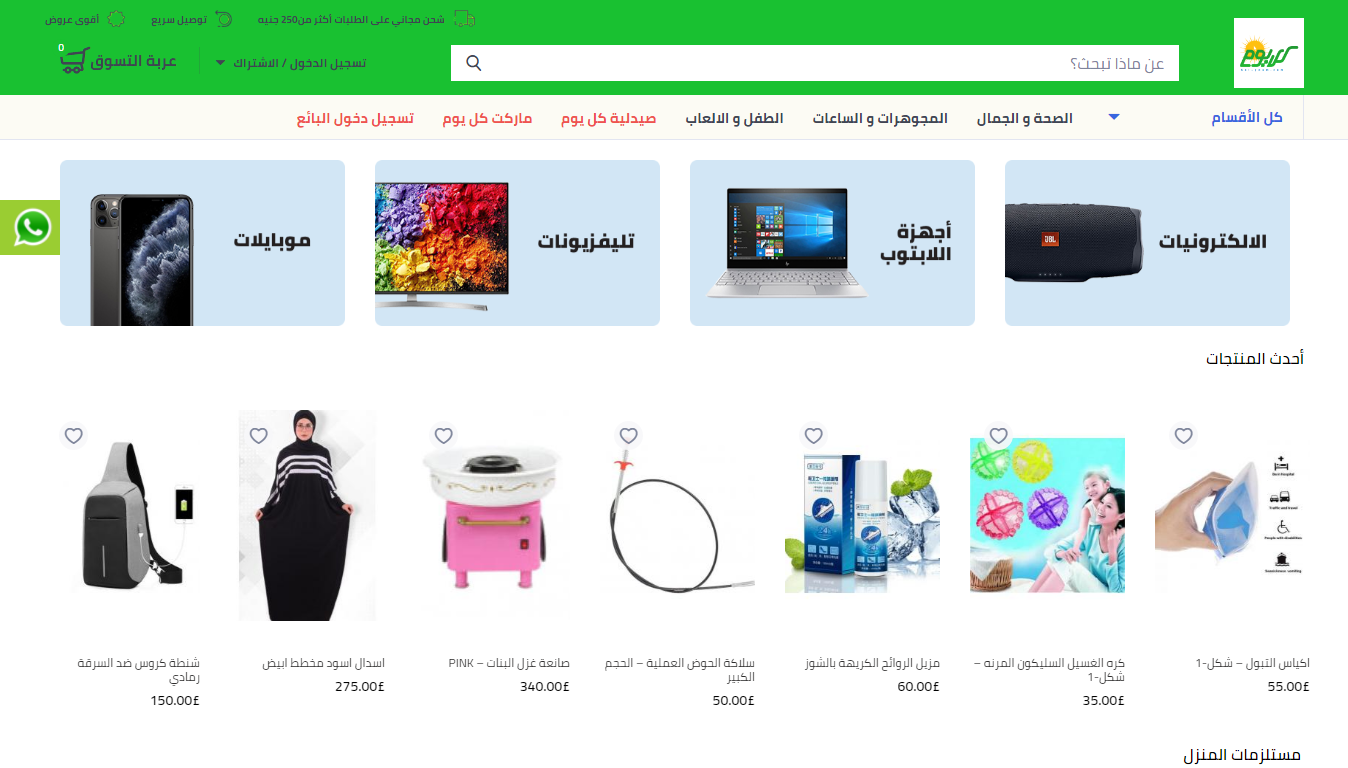 شحن مجاني على الطلبات أكثر من250 جنيه
توصيل سريع
أقوى عروض
كل يوم
عن ماذا تبحث؟
تسجيل الدخول / الاشتراك
عربة التسوق
0
كل الأقسام
الصحة و الجمال
المجوهرات و الساعات
الطفل و الالعاب
صيدلية كل يوم
ماركت كل يوم
تسجيل دخول البائع
الالكترونيات
JBL
أجهزة
اللابتوب
تليفزيونات
موبايلات
أحدث المنتجات
اكياس التبول – شكل-1
55.00£
كره الغسيل السليكون المرنه –
شكل-1
35.00£
مزيل الروائح الكريهة بالشوز
60.00£
سلاكة الحوض العملية – الحجم
الكبير
50.00£
صانعة غزل البنات – PINK
340.00£
اسدال اسود مخطط ابيض
275.00£
شنطة كروس ضد السرقة
رمادي
150.00£
مستلزمات المنزل